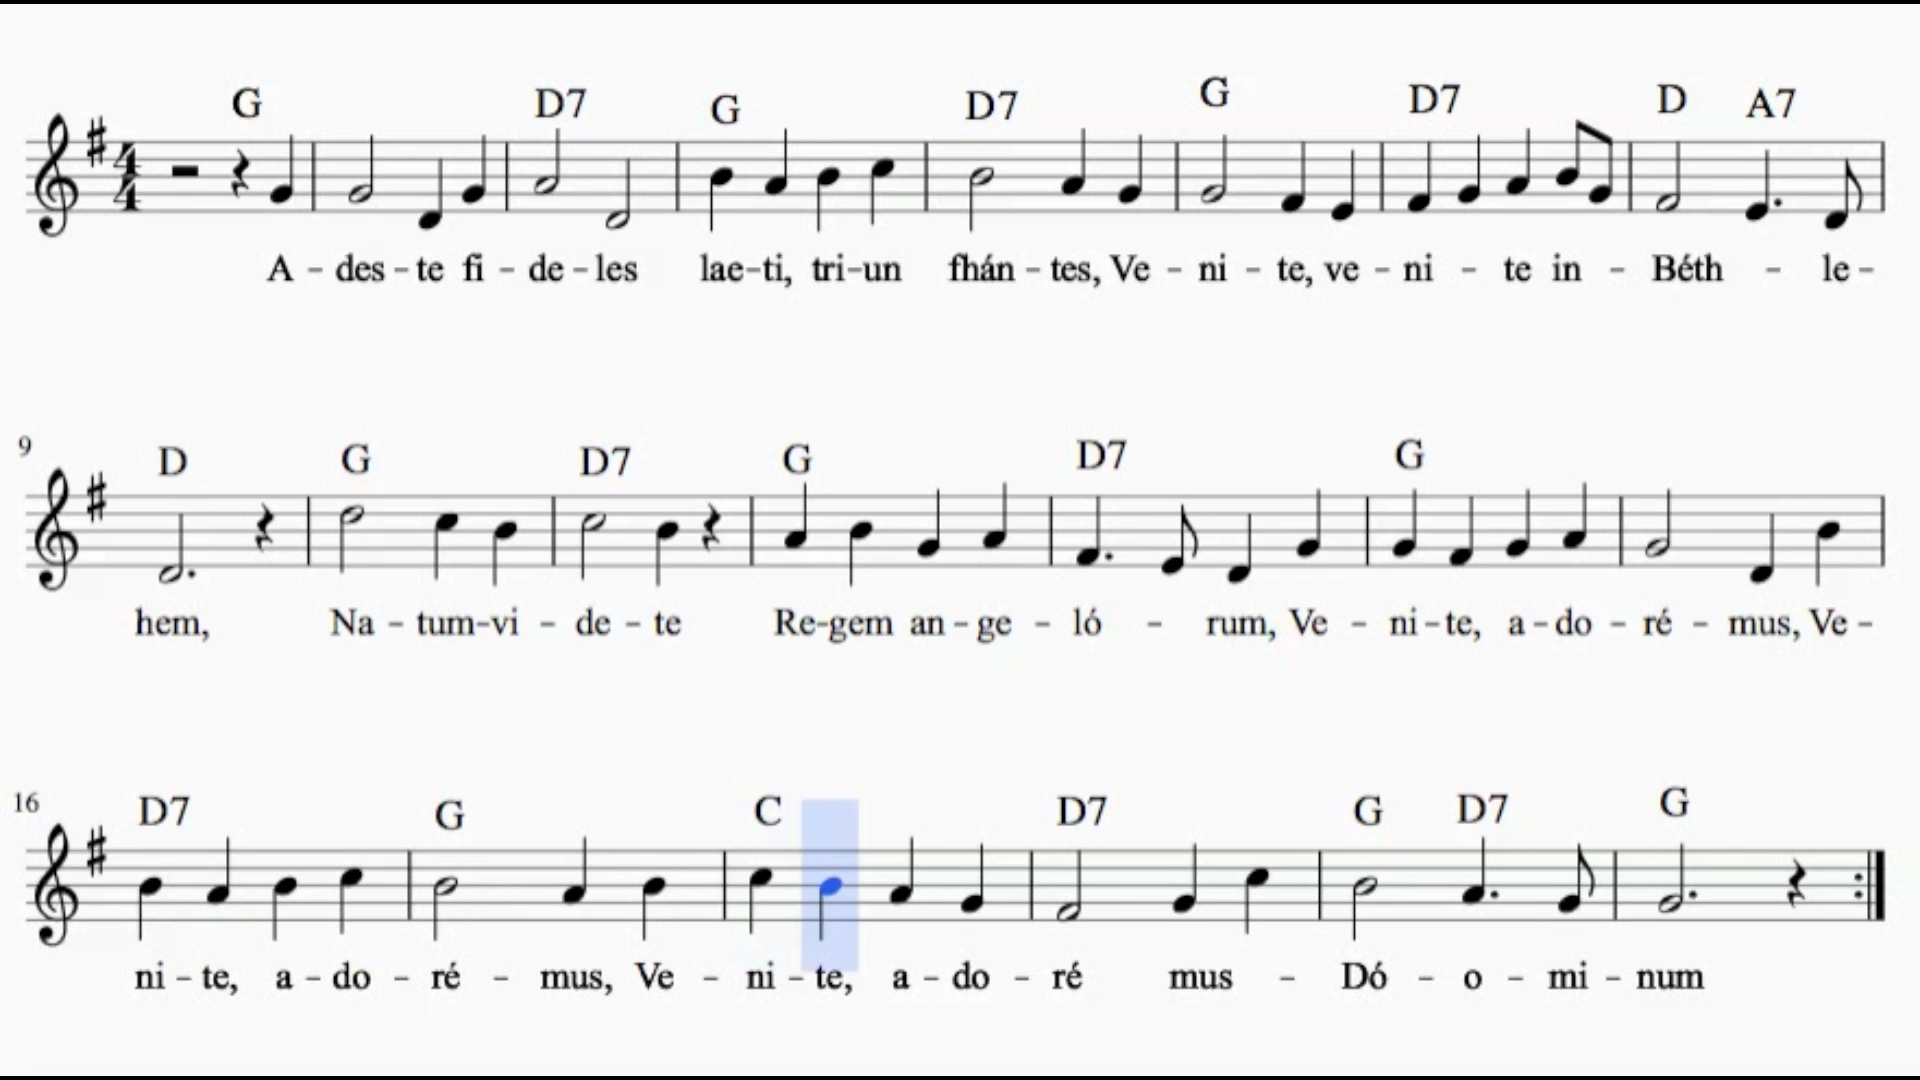 G D7 G D7 G D7 D A7
4
4
A - des - te fi - de - les lae - ti, tri - un fhán - tes, Ve - ni - te, ve - ni - te in - Béth - le -
9
D G D7 G D7 G
hem, Na - tum - vi - de - te Re - gem an - ge - ló - rum, Ve - ni - te, a - do - ré - mus, Ve -
16
D7 G C D7 G D7 G
ni - te, a - do - ré - mus, Ve - ni - te, a - do - ré mus - Dó - o - mi - num